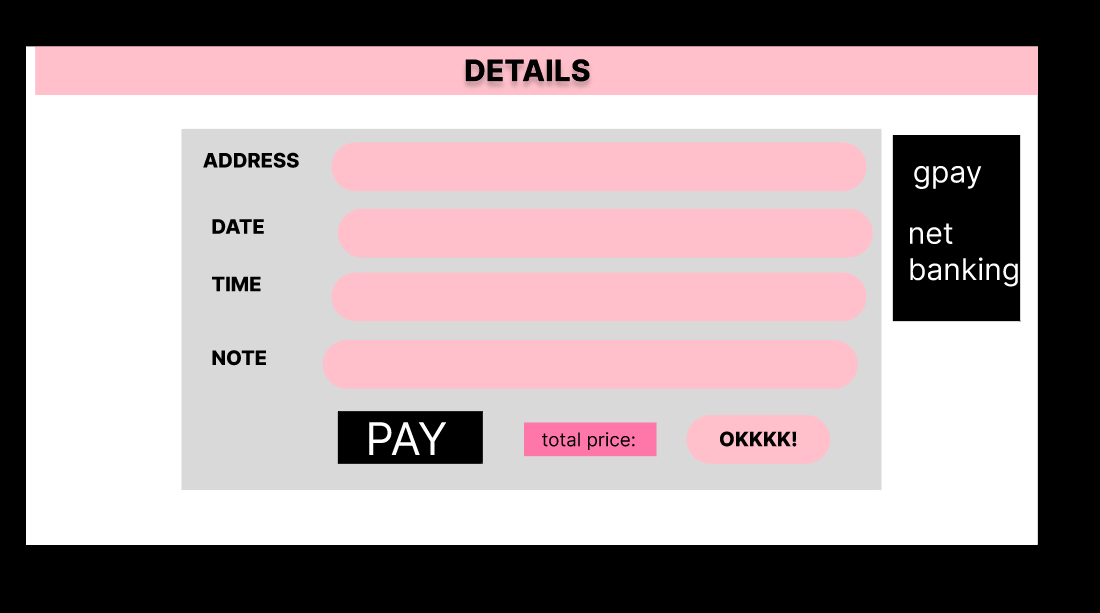 DETAILS
ADDRESS
DATE
TIME
NOTE
PAY
total price:
OKKKK!
gpay
net
banking